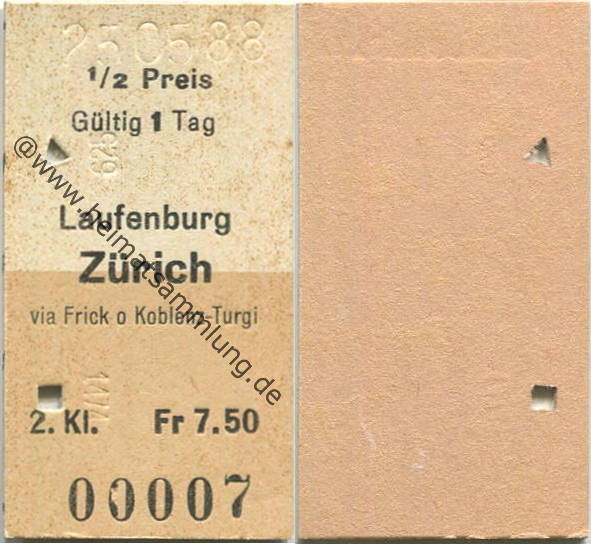 25 05 88
1/2 Preis
Gültig 1 Tag
Laufenburg
Zürich
via Frick o Koblenz-Turgi
2. Kl. Fr 7.50
00007
@www.heimatsammlung.de